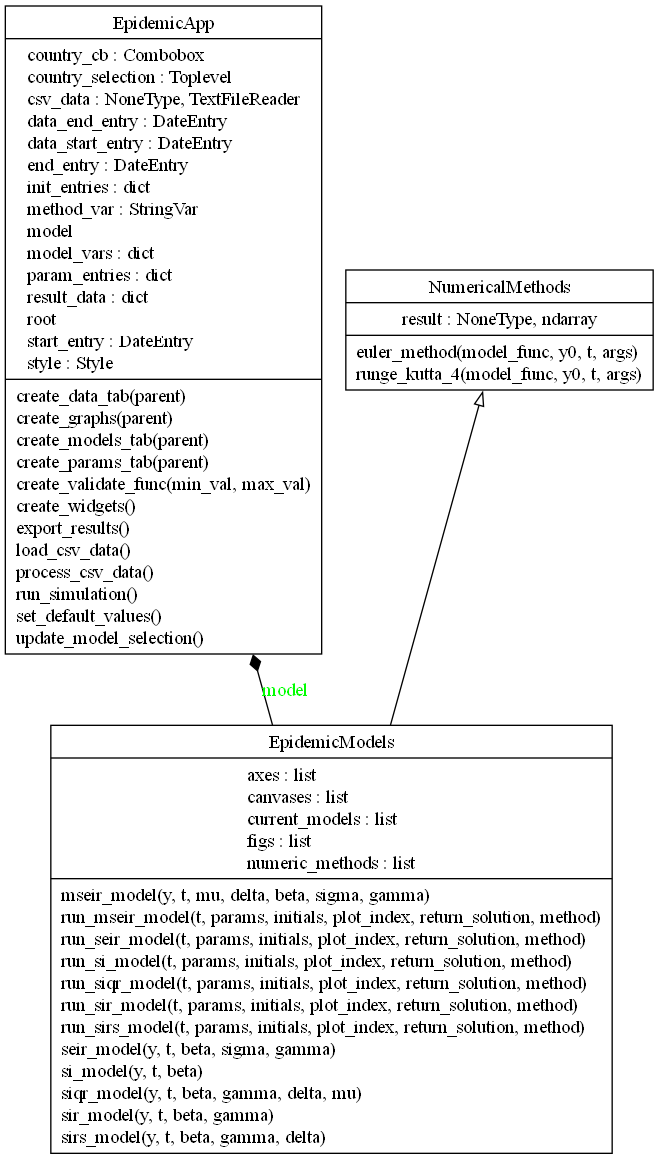 EpidemicApp
country_cb : Combobox
country_selection : Toplevel
csv_data : NoneType, TextFileReader
data_end_entry : DateEntry
data_start_entry : DateEntry
end_entry : DateEntry
init_entries : dict
method_var : StringVar
model
model_vars : dict
param_entries : dict
result_data : dict
root
start_entry : DateEntry
style : Style
create_data_tab(parent)
create_graphs(parent)
create_models_tab(parent)
create_params_tab(parent)
create_validate_func(min_val, max_val)
create_widgets()
export_results()
load_csv_data()
process_csv_data()
run_simulation()
set_default_values()
update_model_selection()
NumericalMethods
result : NoneType, ndarray
euler_method(model_func, y0, t, args)
runge_kutta_4(model_func, y0, t, args)
model
EpidemicModels
axes : list
canvases : list
current_models : list
figs : list
numeric_methods : list
mseir_model(y, t, mu, delta, beta, sigma, gamma)
run_mseir_model(t, params, initials, plot_index, return_solution, method)
run_seir_model(t, params, initials, plot_index, return_solution, method)
run_si_model(t, params, initials, plot_index, return_solution, method)
run_siqr_model(t, params, initials, plot_index, return_solution, method)
run_sir_model(t, params, initials, plot_index, return_solution, method)
run_sirs_model(t, params, initials, plot_index, return_solution, method)
seir_model(y, t, beta, sigma, gamma)
si_model(y, t, beta)
siqr_model(y, t, beta, gamma, delta, mu)
sir_model(y, t, beta, gamma)
sirs_model(y, t, beta, gamma, delta)